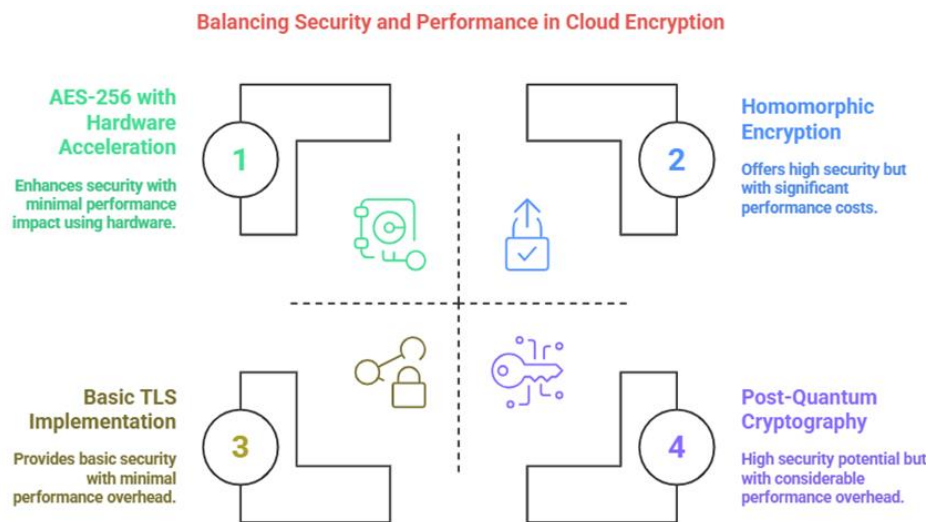 Balancing Security and Performance in Cloud Encryption
AES-256 with
Hardware
Acceleration
Enhances security with
minimal performance
impact using hardware.
1
2
Homomorphic
Encryption
Offers high security but
with significant
performance costs.
Basic TLS
Implementation
Provides basic security
with minimal
performance overhead.
3
4
Post-Quantum
Cryptography
High security potential but
with considerable
performance overhead.